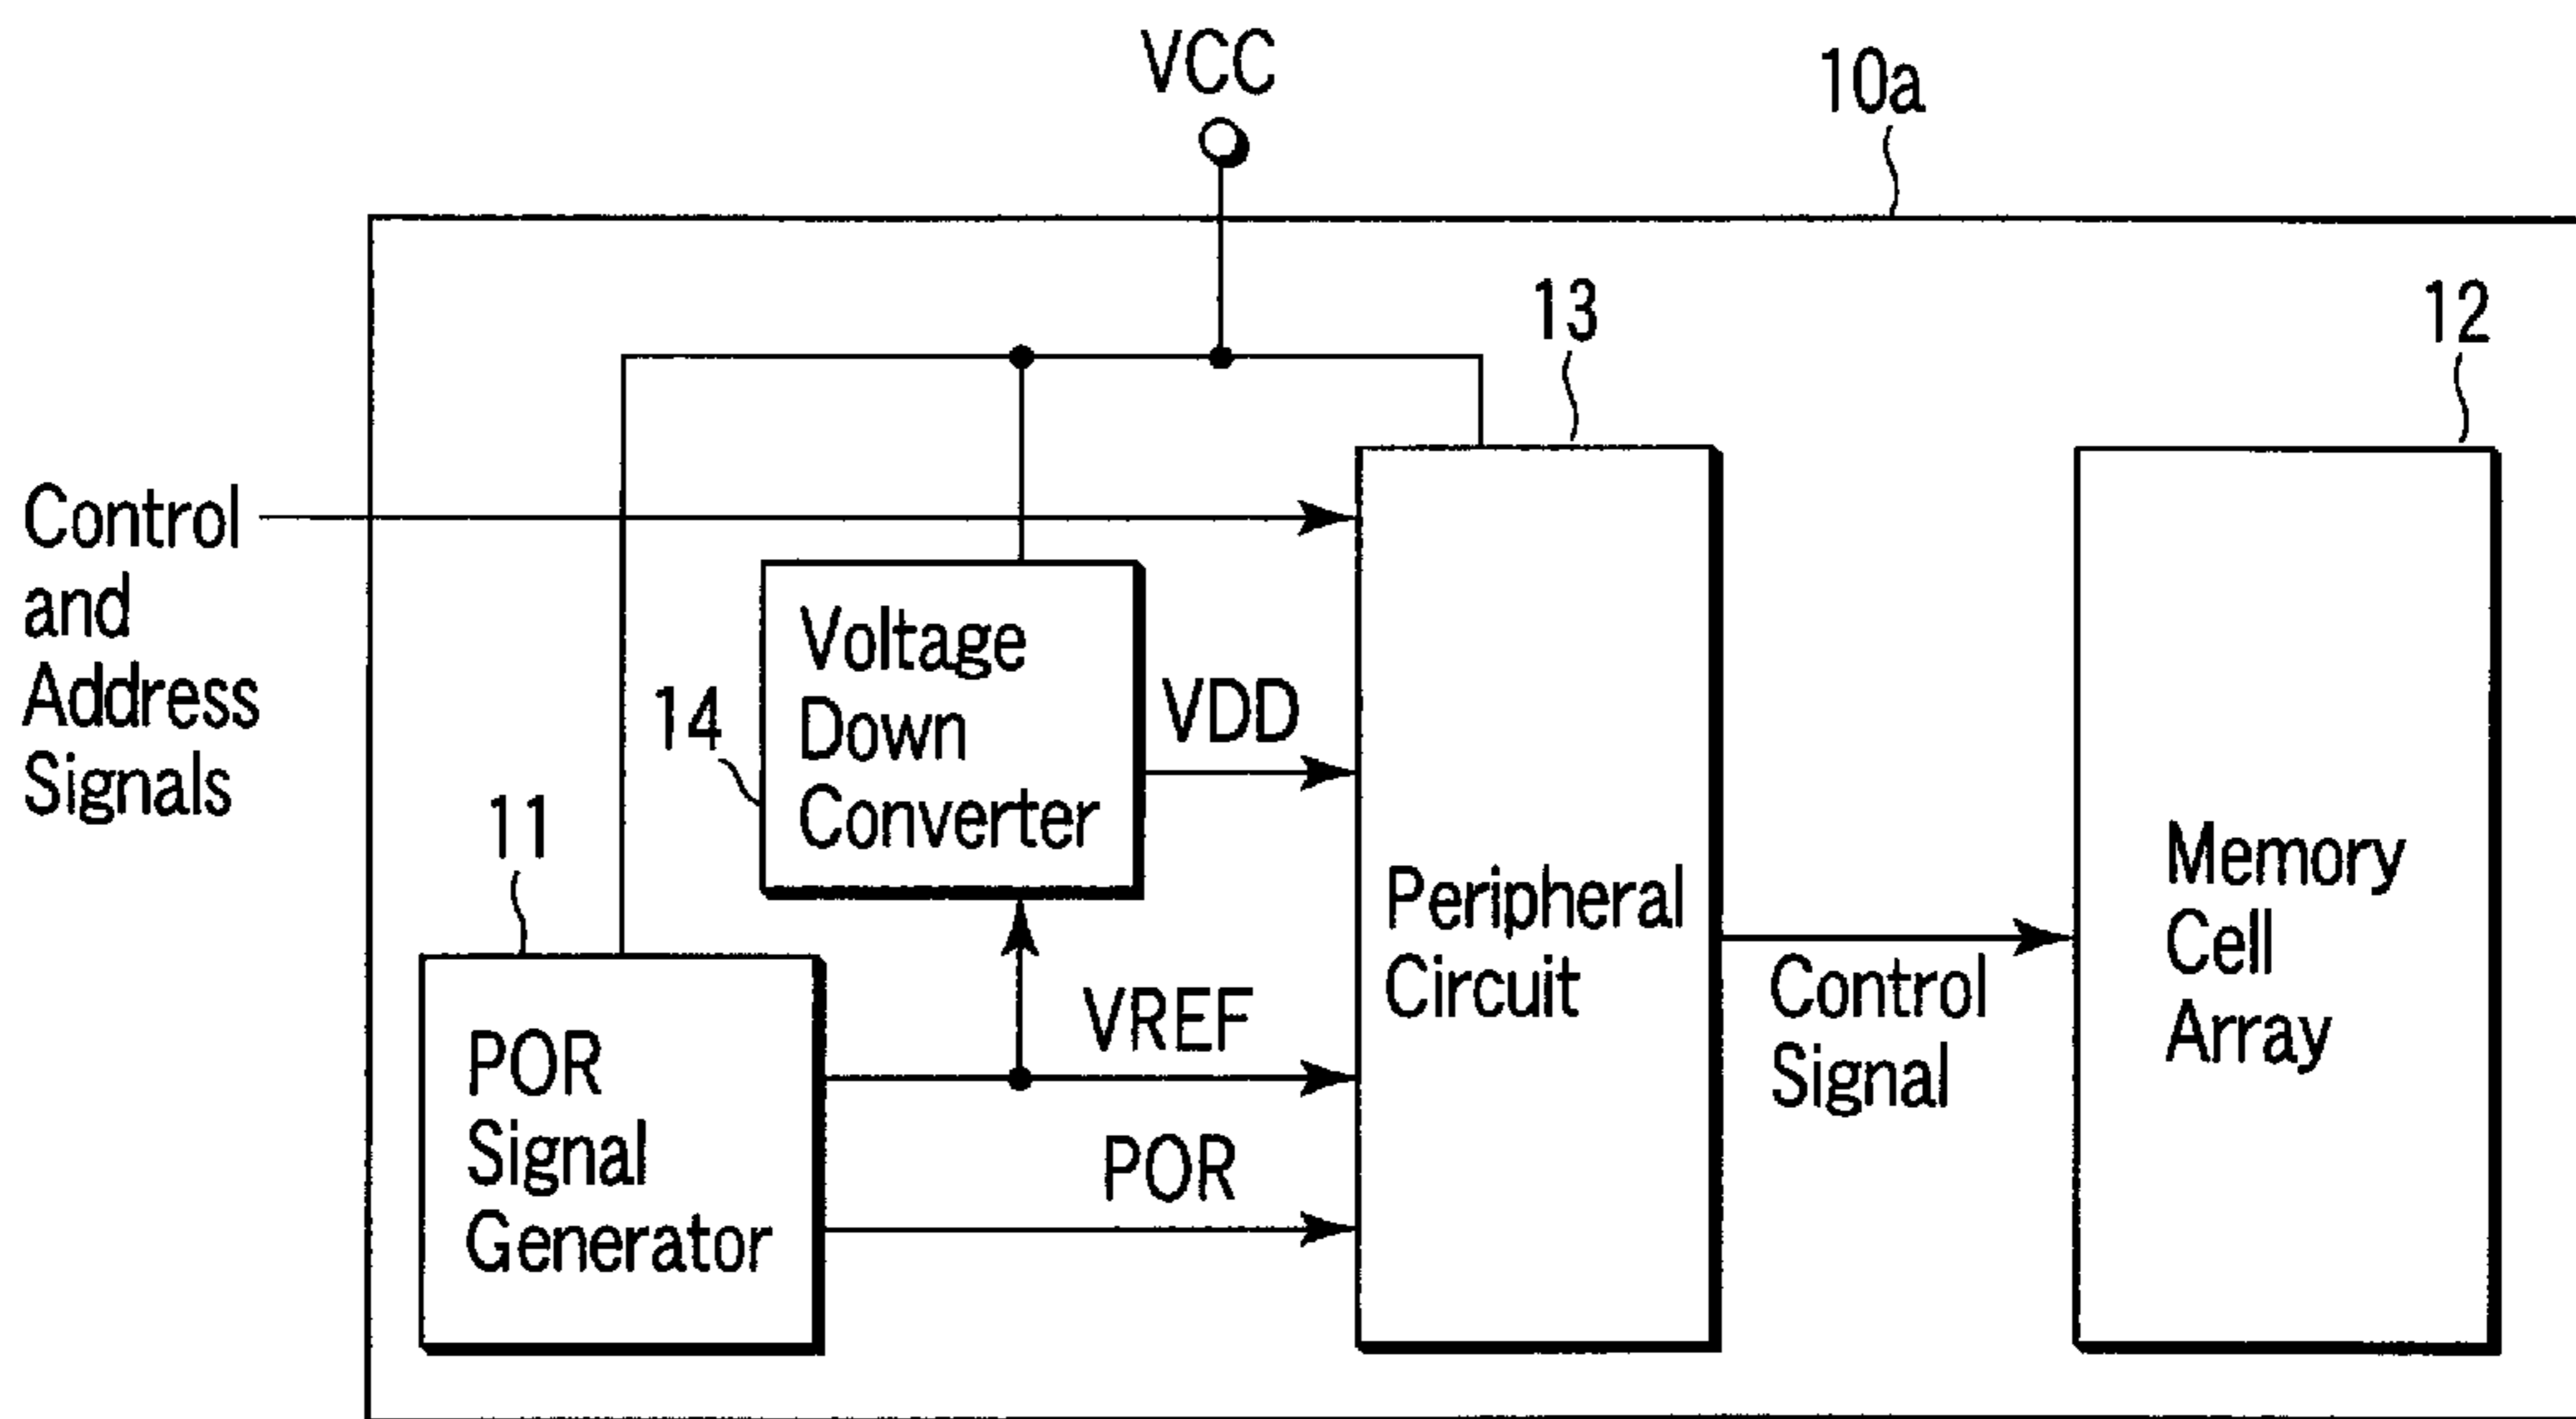 VCC
10a
13
12
Control
and
Address
Signals
Voltage
Down
Converter
14
VDD
11
Peripheral
Circuit
Memory
Cell
Array
Control
Signal
VREF
POR
Signal
Generator
POR